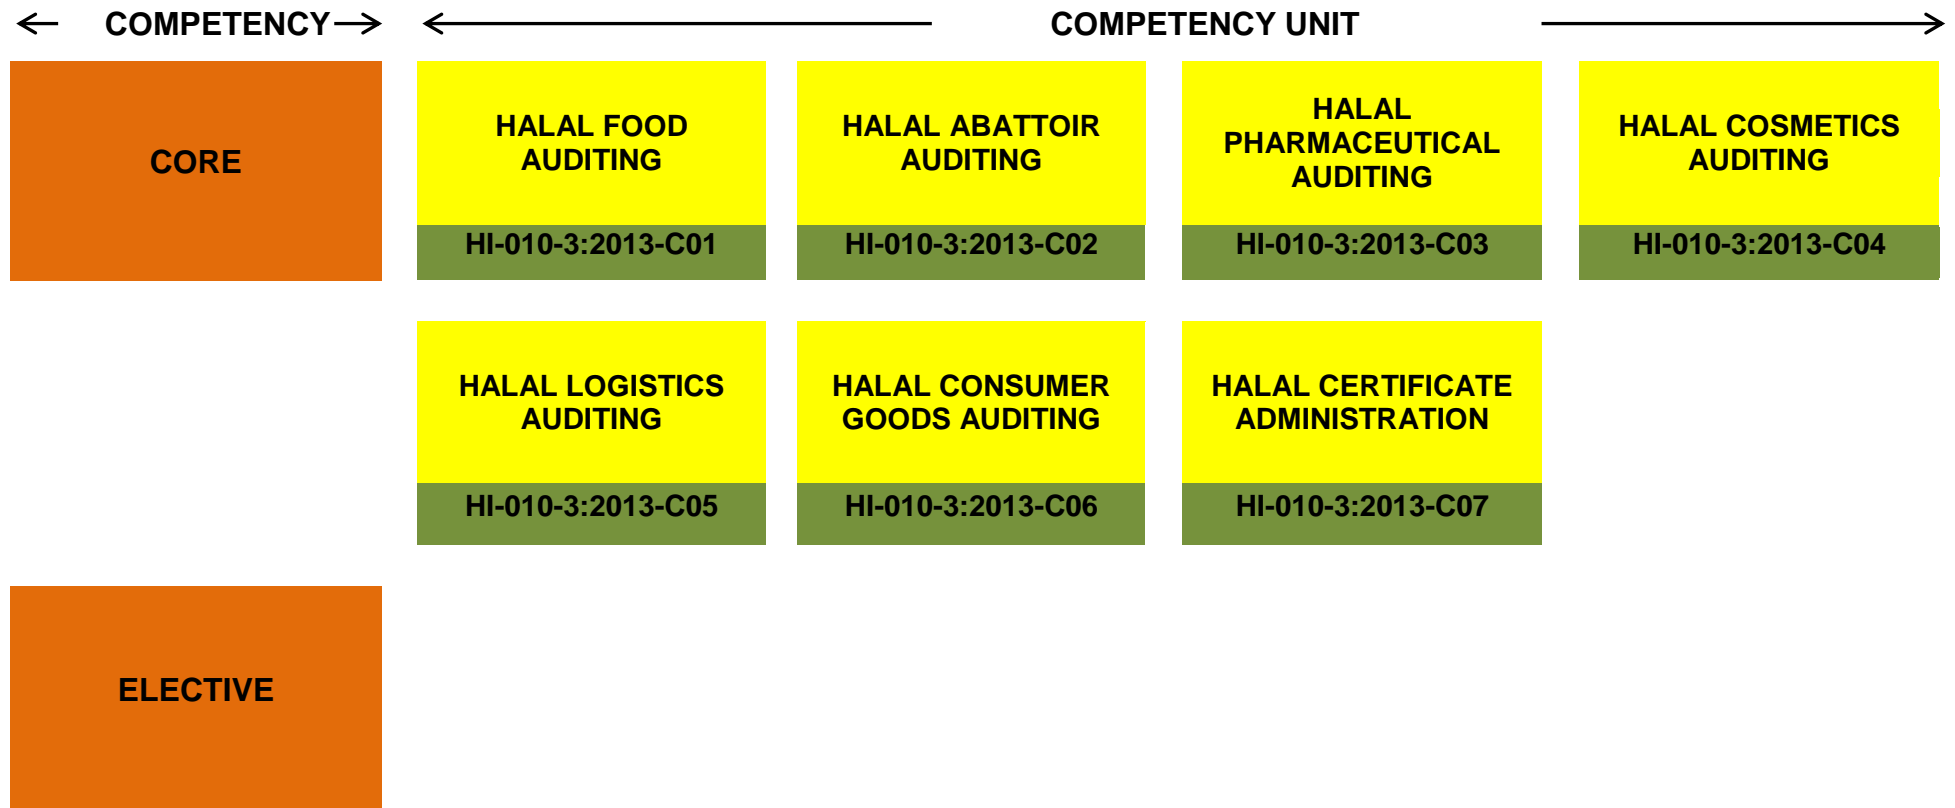 COMPETENCY
COMPETENCY UNIT
CORE
HALAL FOOD
AUDITING
HI-010-3:2013-C01
HALAL ABATTOIR
AUDITING
HI-010-3:2013-C02
HALAL
PHARMACEUTICAL
AUDITING
HI-010-3:2013-C03
HALAL COSMETICS
AUDITING
HI-010-3:2013-C04
HALAL LOGISTICS
AUDITING
HI-010-3:2013-C05
HALAL CONSUMER
GOODS AUDITING
HI-010-3:2013-C06
HALAL CERTIFICATE
ADMINISTRATION
HI-010-3:2013-C07
ELECTIVE